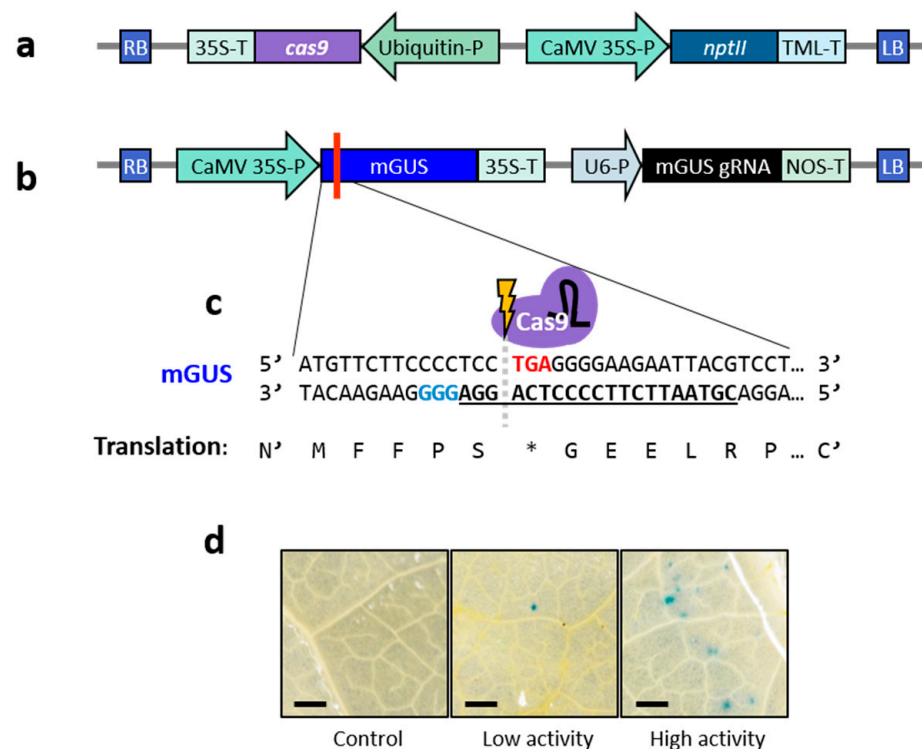 a
RB 35S-T cas9 Ubiquitin-P CaMV 35S-P nptII TML-T LB
b
RB CaMV 35S-P mGUS 35S-T U6-P mGUS gRNA NOS-T LB
c
Cas9
mGUS
5’ ATGTTCTTCCCCTCC TGAGGGGAAGAATTACGTCCT... 3’
3’ TACAAGAAGGGGAGG ACTCCCCTTCTTAATGCAGGA... 5’
Translation: N’ M F F P S * G E E L R P... C’
d
Control Low activity High activity